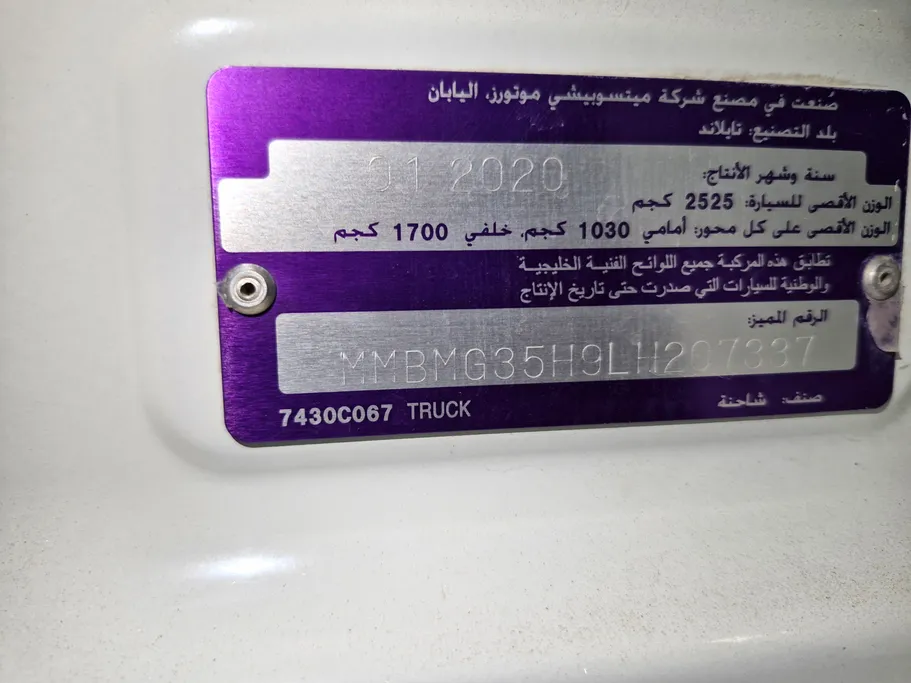 صُنعت في مصنع شركة ميتسوبيشي موتورز، اليابان
بلد التصنيع: تايلاند
سنة وشهر الأنتاج: 01 2020
الوزن الأقصى للسيارة: 2525 كجم
الوزن الأقصى على كل محور: أمامي 1030 كجم، خلفي 1700 كجم
تطابق هذه المركبة جميع اللوائح الفنية الخليجية
والوطنية للسيارات التي صدرت حتى تاريخ الإنتاج
الرقم المميز:
MMBMG35H9LH207337
صنف: شاحنة
7430C067 TRUCK